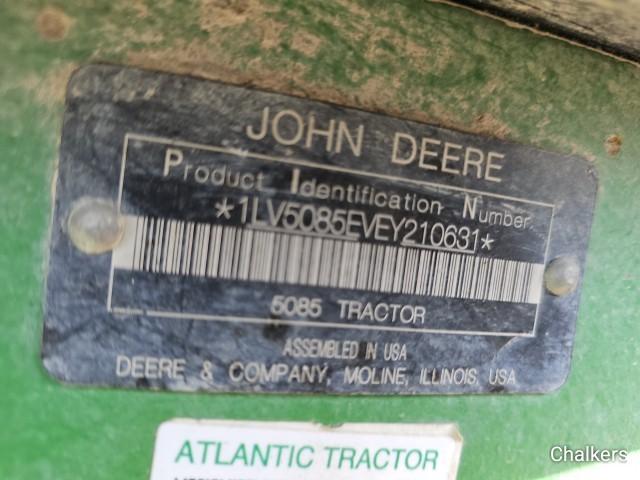 JOHN DEERE
Product Identification Number
*1LV5085EVEY210631*
5085 TRACTOR
ASSEMBLED IN USA
DEERE & COMPANY, MOLINE, ILLINOIS, USA
ATLANTIC TRACTOR
Chalkers